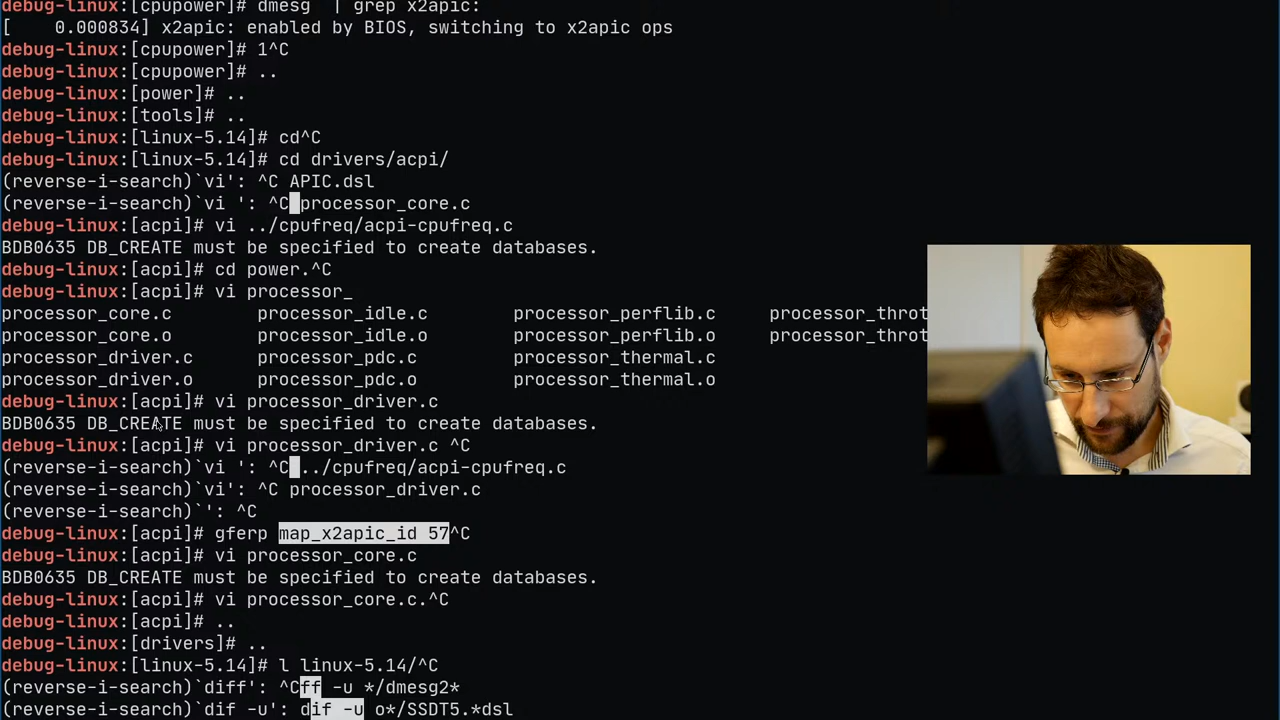 debug-linux:[cpupower]# dmesg  | grep x2apic:
[    0.000834] x2apic: enabled by BIOS, switching to x2apic ops
debug-linux:[cpupower]# 1^C
debug-linux:[cpupower]# ..
debug-linux:[power]# ..
debug-linux:[tools]# ..
debug-linux:[linux-5.14]# cd^C
debug-linux:[linux-5.14]# cd drivers/acpi/
(reverse-i-search)`vi': ^C APIC.dsl
(reverse-i-search)`vi ': ^C processor_core.c
debug-linux:[acpi]# vi ../cpufreq/acpi-cpufreq.c
BDB0635 DB_CREATE must be specified to create databases.
debug-linux:[acpi]# cd power.^C
debug-linux:[acpi]# vi processor_
processor_core.c        processor_idle.c        processor_perflib.c     processor_throt
processor_core.o        processor_idle.o        processor_perflib.o     processor_throt
processor_driver.c      processor_pdc.c         processor_thermal.c
processor_driver.o      processor_pdc.o         processor_thermal.o
debug-linux:[acpi]# vi processor_driver.c
BDB0635 DB_CREATE must be specified to create databases.
debug-linux:[acpi]# vi processor_driver.c ^C
(reverse-i-search)`vi ': ^C ../cpufreq/acpi-cpufreq.c
(reverse-i-search)`vi': ^C processor_driver.c
(reverse-i-search)`': ^C
debug-linux:[acpi]# gferp map_x2apic_id 57^C
debug-linux:[acpi]# vi processor_core.c
BDB0635 DB_CREATE must be specified to create databases.
debug-linux:[acpi]# vi processor_core.c.^C
debug-linux:[acpi]# ..
debug-linux:[drivers]# ..
debug-linux:[linux-5.14]# l linux-5.14/^C
(reverse-i-search)`diff': ^Cff -u */dmesg2*
(reverse-i-search)`dif -u': dif -u o*/SSDT5.*dsl